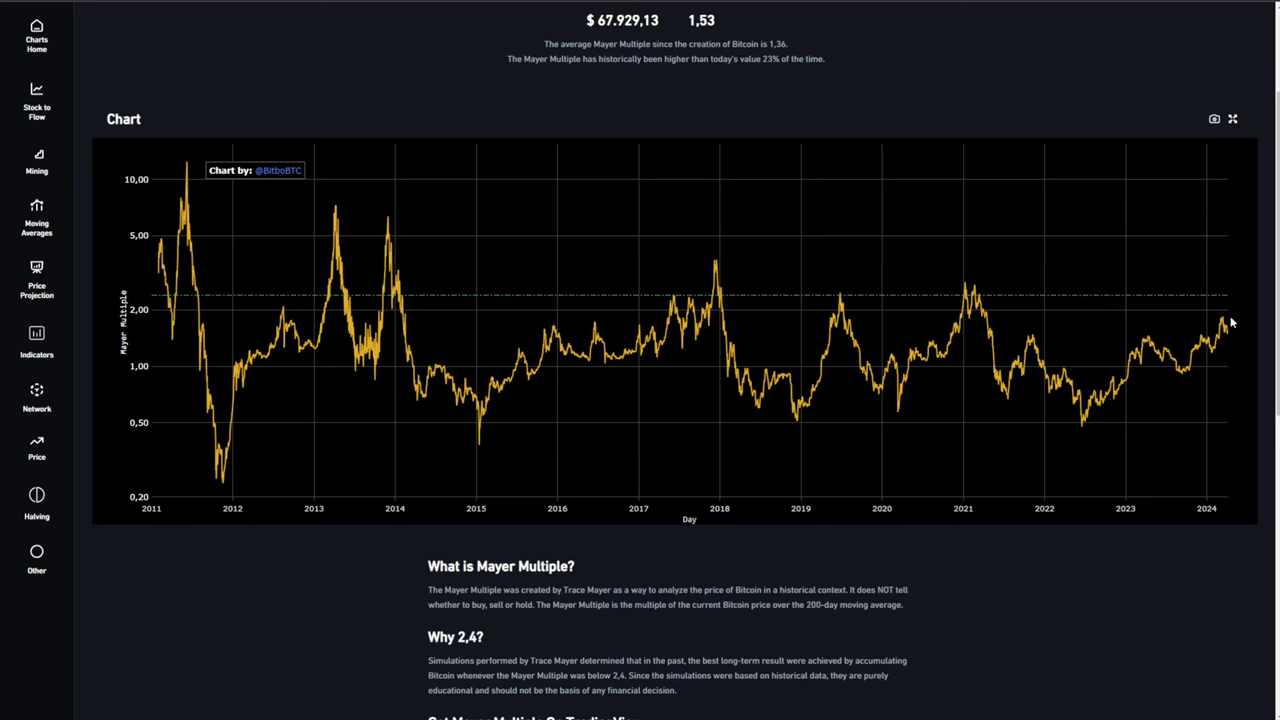 Charts
Home
Stock to
Flow
Mining
Moving
Averages
Price
Projection
Indicators
Network
Price
Halving
Other
$ 67.929,13 1,53
The average Mayer Multiple since the creation of Bitcoin is 1,36.
The Mayer Multiple has historically been higher than today's value 23% of the time.
Chart
Chart by: @BitboBTC
10,00
5,00
2,00
1,00
0,50
0,20
Mayer Multiple
2011 2012 2013 2014 2015 2016 2017 2018 2019 2020 2021 2022 2023 2024
Day
What is Mayer Multiple?
The Mayer Multiple was created by Trace Mayer as a way to analyze the price of Bitcoin in a historical context. It does NOT tell
whether to buy, sell or hold. The Mayer Multiple is the multiple of the current Bitcoin price over the 200-day moving average.
Why 2,4?
Simulations performed by Trace Mayer determined that in the past, the best long-term result were achieved by accumulating
Bitcoin whenever the Mayer Multiple was below 2,4. Since the simulations were based on historical data, they are purely
educational and should not be the basis of any financial decision.